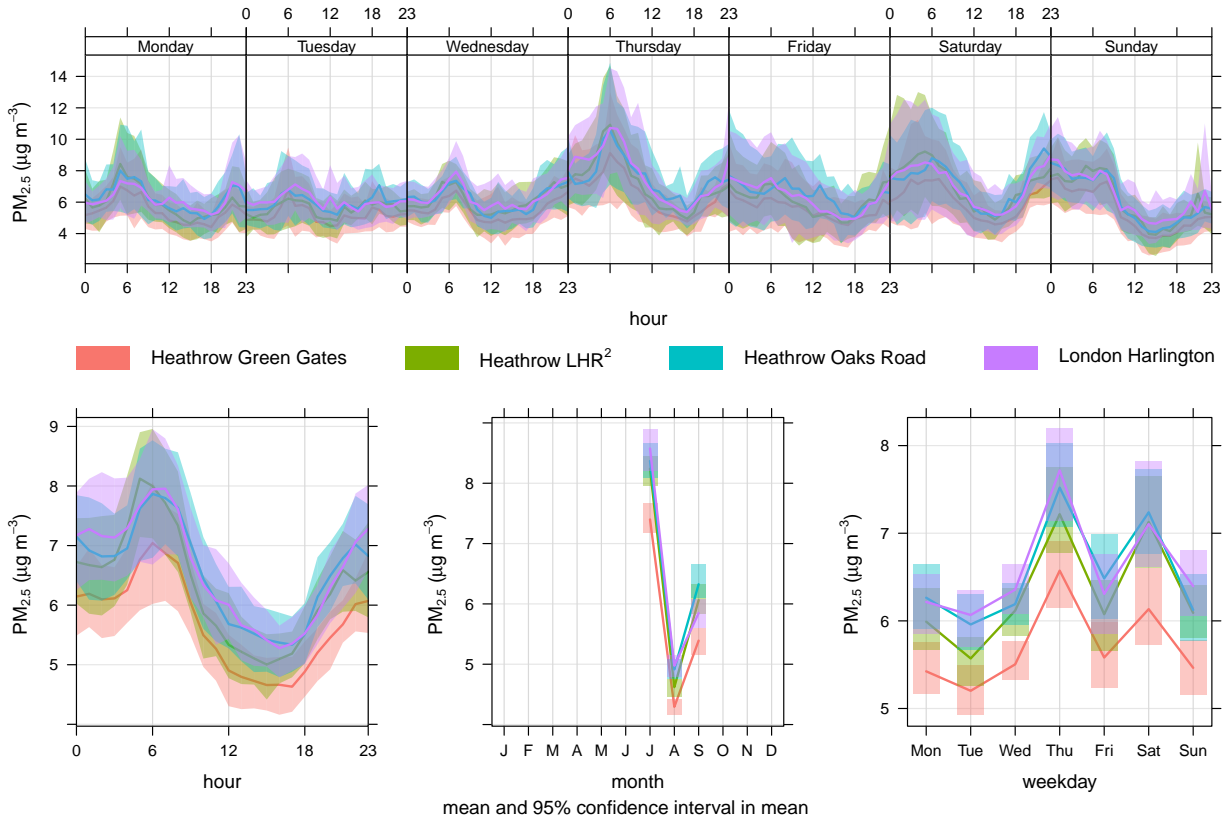 0 6 12 18 23 0 6 12 18 23 0 6 12 18 23
Monday Tuesday Wednesday Thursday Friday Saturday Sunday
14
12
10
8
6
4
PM2.5 (µg m−3)
0 6 12 18 23 0 6 12 18 23 0 6 12 18 23 0 6 12 18 23
hour
Heathrow Green Gates Heathrow LHR2 Heathrow Oaks Road London Harlington
9
8
7
6
5
PM2.5 (µg m−3)
0 6 12 18 23
hour
8
7
6
5
PM2.5 (µg m−3)
J F M A M J J A S O N D
month
8
7
6
5
PM2.5 (µg m−3)
Mon Tue Wed Thu Fri Sat Sun
weekday
mean and 95% confidence interval in mean